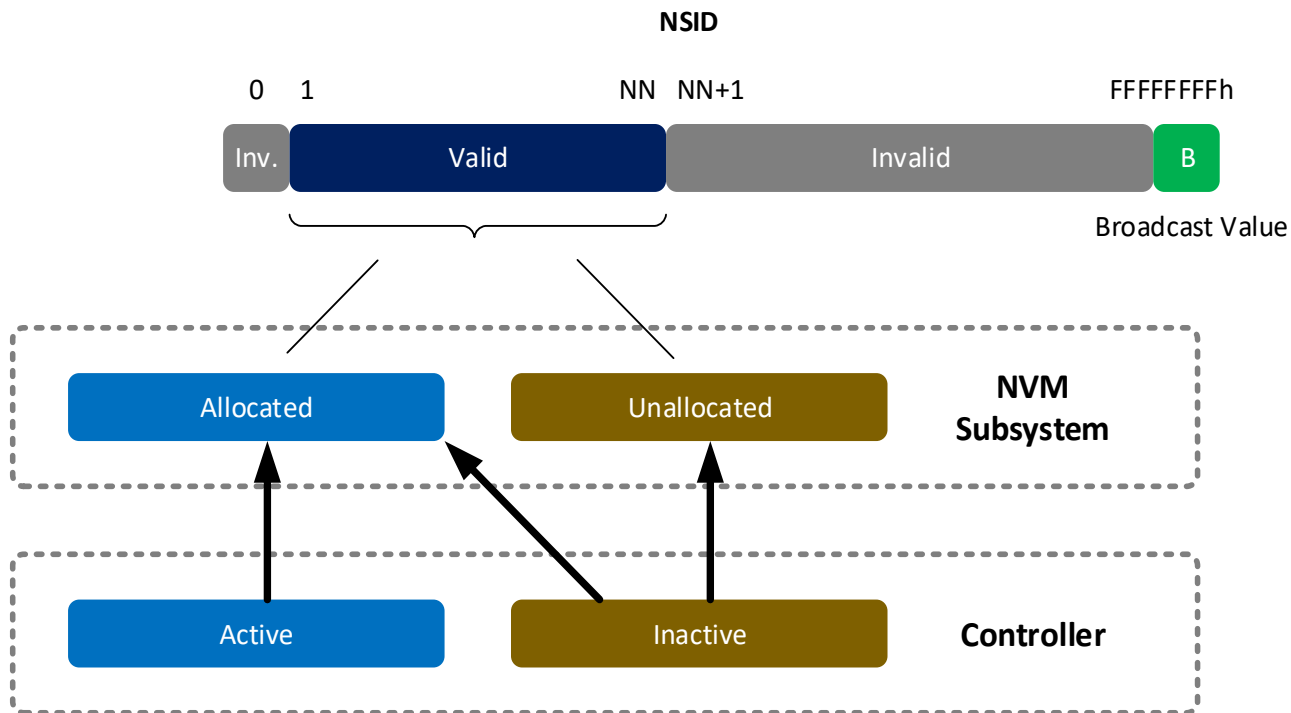 NSID
0 1 NN NN+1 FFFFFFFFh
Inv. Valid Invalid B
Broadcast Value
Allocated Unallocated NVM
Subsystem
Active Inactive Controller